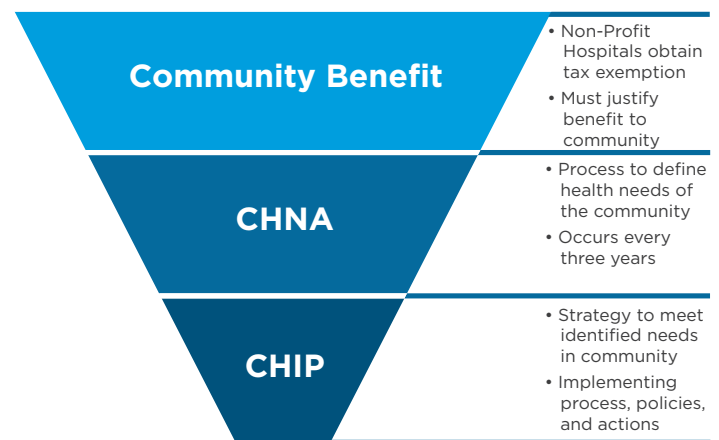 Community Benefit
• Non-Profit
Hospitals obtain
tax exemption
• Must justify
benefit to
community
CHNA
• Process to define
health needs of
the community
• Occurs every
three years
CHIP
• Strategy to meet
identified needs
in community
• Implementing
process, policies,
and actions